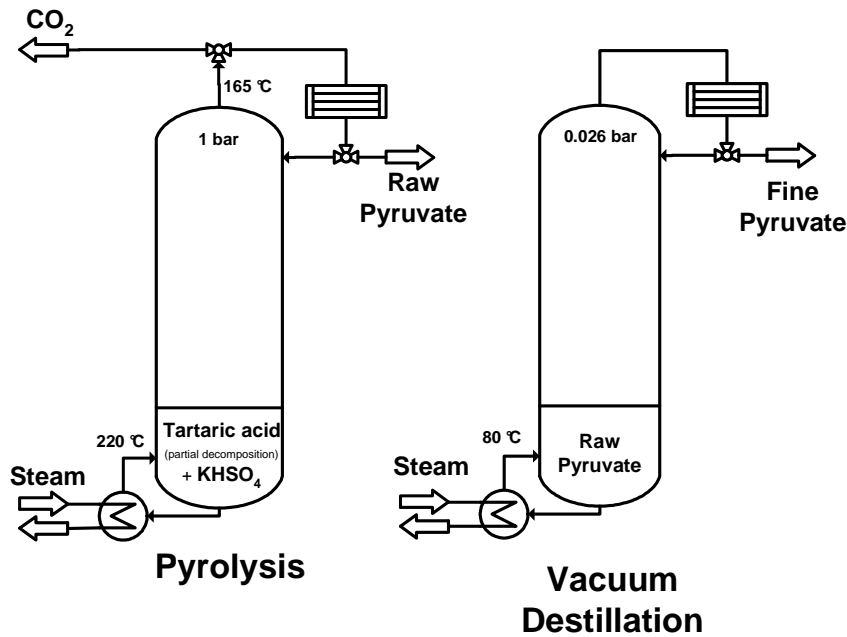 CO2
165 °C
1 bar
Raw
Pyruvate
Tartaric acid
(partial decomposition)
+ KHSO4
220 °C
Steam
Pyrolysis
0.026 bar
Fine
Pyruvate
Raw
Pyruvate
80 °C
Steam
Vacuum
Destillation